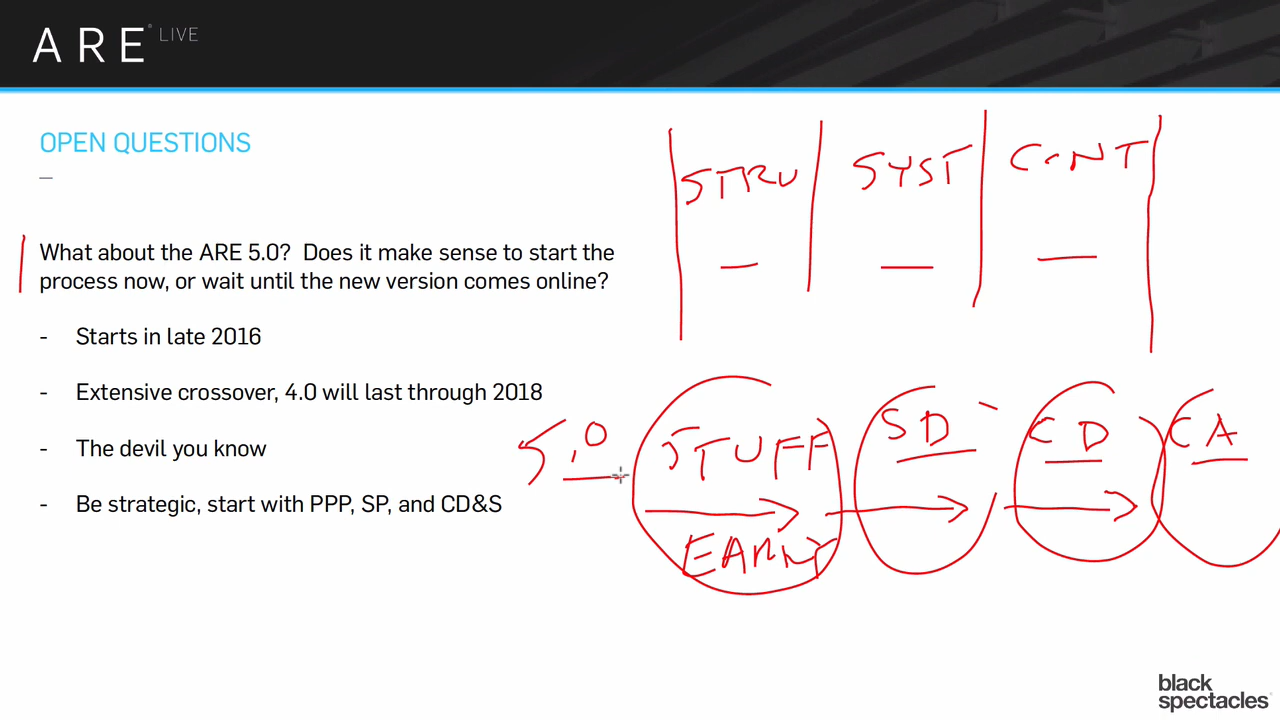 ARE® LIVE
OPEN QUESTIONS
What about the ARE 5.0? Does it make sense to start the
process now, or wait until the new version comes online?
- Starts in late 2016
- Extensive crossover, 4.0 will last through 2018
- The devil you know
- Be strategic, start with PPP, SP, and CD&S
STRU SYST CONT
5.0 STUFF SD CD CA
EARLY
black
spectacles